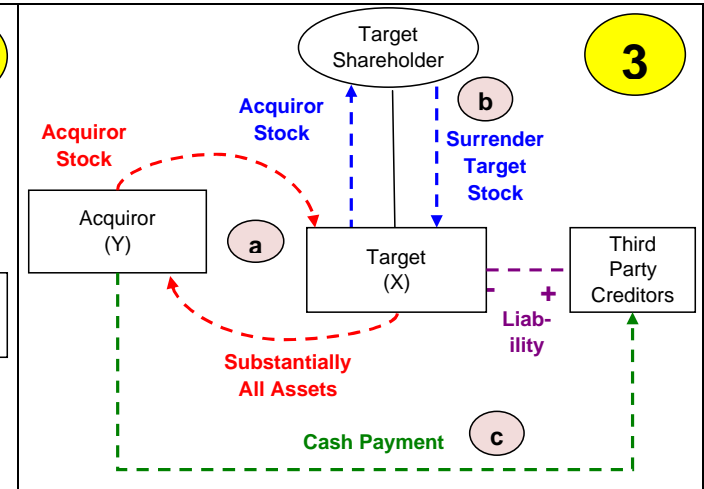 Target
Shareholder
3
b
Acquiror
Stock
Surrender
Target
Stock
Acquiror
Stock
Acquiror
(Y)
a
Target
(X)
Third
Party
Creditors
- +
Liab-
ility
Substantially
All Assets
Cash Payment
c